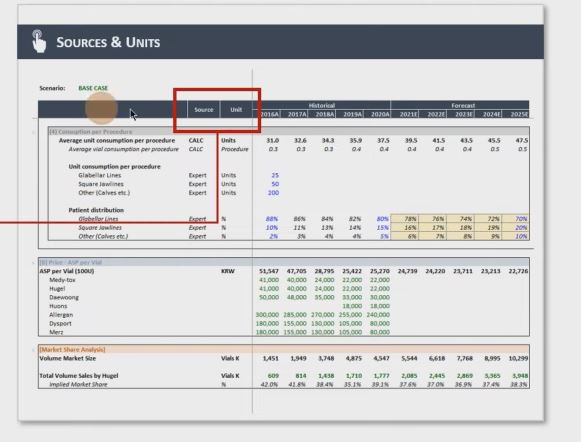 SOURCES & UNITS
Scenario: BASE CASE
Historical Forecast
Source Unit 2016A 2017A 2018A 2019A 2020A 2021E 2022E 2023E 2024E 2025E
(4) Consuption per Procedure
Average unit consumption per procedure CALC Units 31.0 32.6 34.3 35.9 37.5 39.5 41.5 43.5 45.5 47.5
Average vial consumption per procedure CALC Procedure 0.3 0.3 0.3 0.4 0.4 0.4 0.4 0.4 0.5 0.5
Unit consumption per procedure
Glabellar Lines Expert Units 25
Square Jawlines Expert Units 50
Other (Calves etc.) Expert Units 200
Patient distribution
Glabellar Lines Expert % 88% 86% 84% 82% 80% 78% 76% 74% 72% 70%
Square Jawlines Expert % 10% 11% 13% 14% 15% 16% 17% 18% 19% 20%
Other (Calves etc.) Expert % 2% 3% 4% 4% 5% 6% 7% 8% 9% 10%
Price - ASP per Vial
ASP per Vial (100U) KRW 51,547 47,705 28,795 25,422 25,270 24,739 24,220 23,711 23,213 22,726
Medy-tox 41,000 40,000 24,000 22,000 22,000
Hugel 41,000 40,000 24,000 22,000 22,000
Daewoong 50,000 48,000 35,000 33,000 30,000
Huons 18,000 18,000
Allergan 300,000 285,000 270,000 255,000 240,000
Dysport 180,000 155,000 130,000 105,000 80,000
Merz 180,000 155,000 130,000 105,000 80,000
[Market Share Analysis]
Volume Market Size Vials K 1,451 1,949 3,748 4,875 4,547 5,544 6,618 7,768 8,995 10,299
Total Volume Sales by Hugel Vials K 609 814 1,438 1,710 1,777 2,085 2,445 2,869 3,365 3,948
Implied Market Share % 42.0% 41.8% 38.4% 35.1% 39.1% 37.6% 37.0% 36.9% 37.4% 38.3%